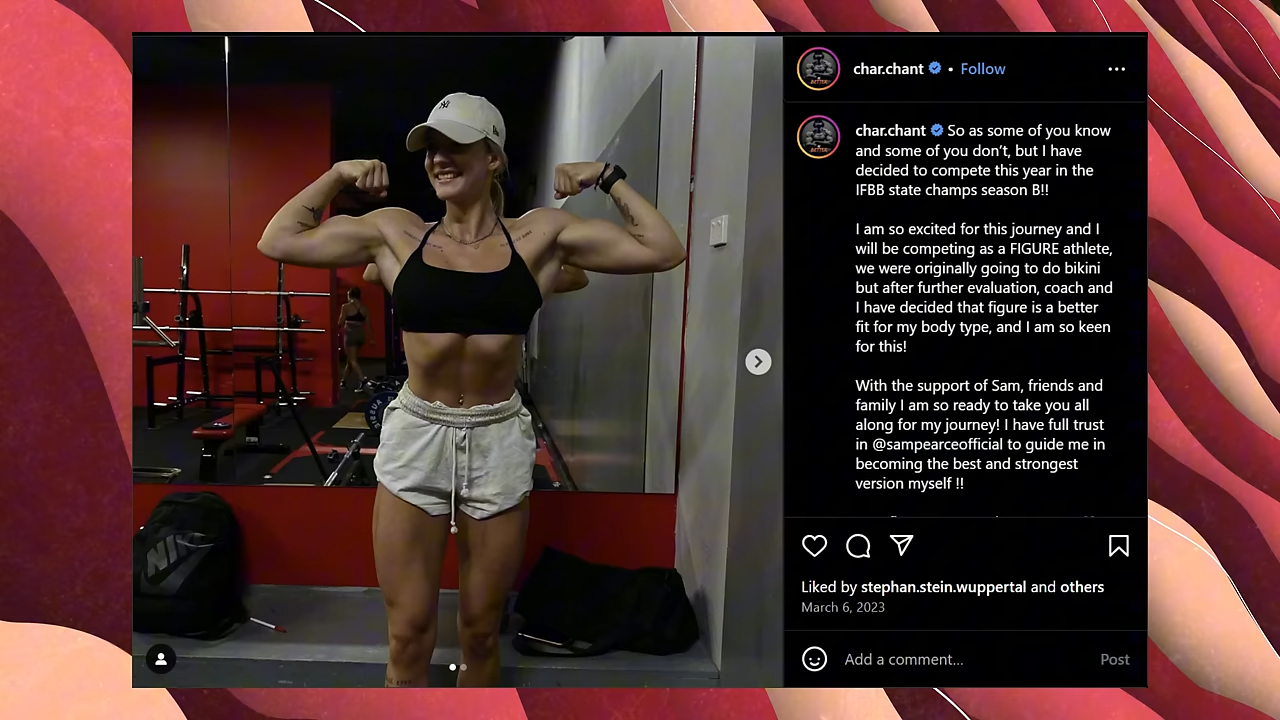 char.chant • Follow
char.chant So as some of you know
and some of you don't, but I have
decided to compete this year in the
IFBB state champs season B!!
I am so excited for this journey and I
will be competing as a FIGURE athlete,
we were originally going to do bikini
but after further evaluation, coach and
I have decided that figure is a better
fit for my body type, and I am so keen
for this!
With the support of Sam, friends and
family I am so ready to take you all
along for my journey! I have full trust
in @sampearceofficial to guide me in
becoming the best and strongest
version myself !!
Liked by stephan.stein.wuppertal and others
March 6, 2023
Add a comment... Post